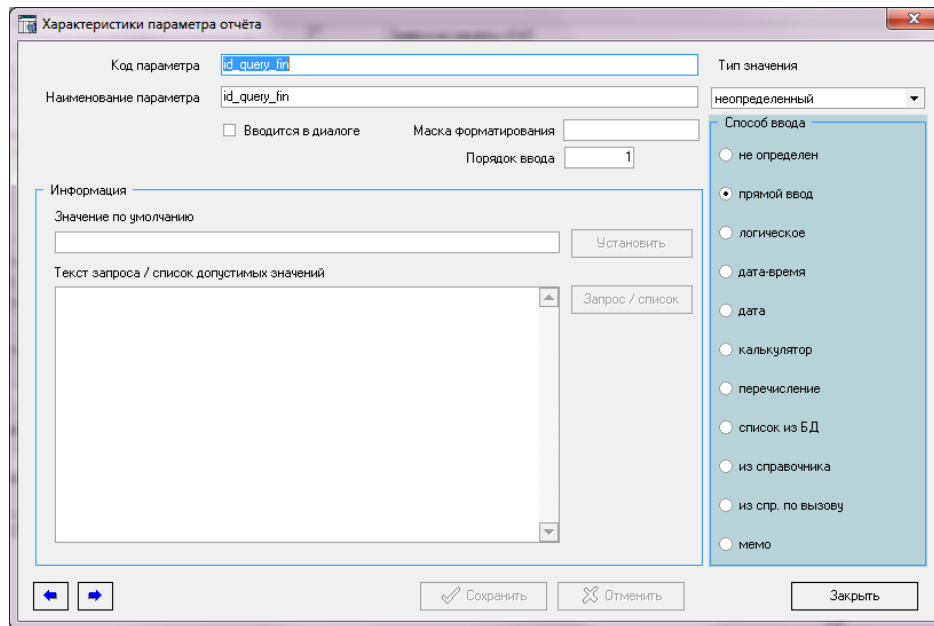 Характеристики параметра отчёта
Код параметра id_query_fin Тип значения
Наименование параметра id_query_fin неопределенный
Вводится в диалоге Маска форматирования
Порядок ввода 1
Способ ввода
не определен
прямой ввод
логическое
дата-время
дата
калькулятор
перечисление
список из БД
из справочника
из спр. по вызову
мемо
Информация
Значение по умолчанию
Установить
Текст запроса / список допустимых значений
Запрос / список
Сохранить Отменить Закрыть